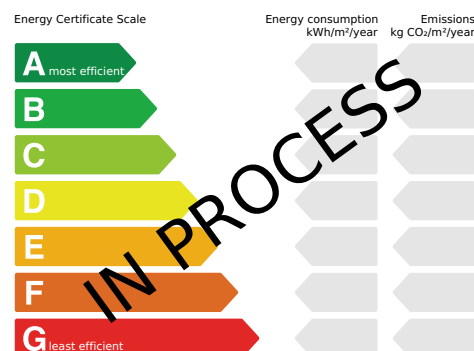 Energy Certificate Scale
Energy consumption
kWh/m²/year
Emissions
kg CO₂/m²/year
A most efficient
B
C
D
E
F
G least efficient
IN PROCESS